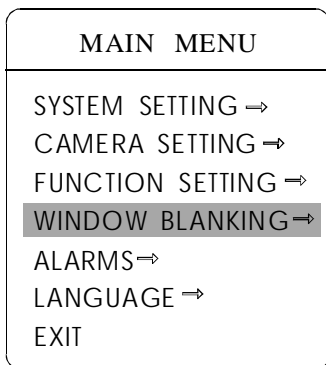 MAIN MENU
SYSTEM SETTING ⇒
CAMERA SETTING ⇒
FUNCTION SETTING ⇒
WINDOW BLANKING ⇒
ALARMS ⇒
LANGUAGE ⇒
EXIT